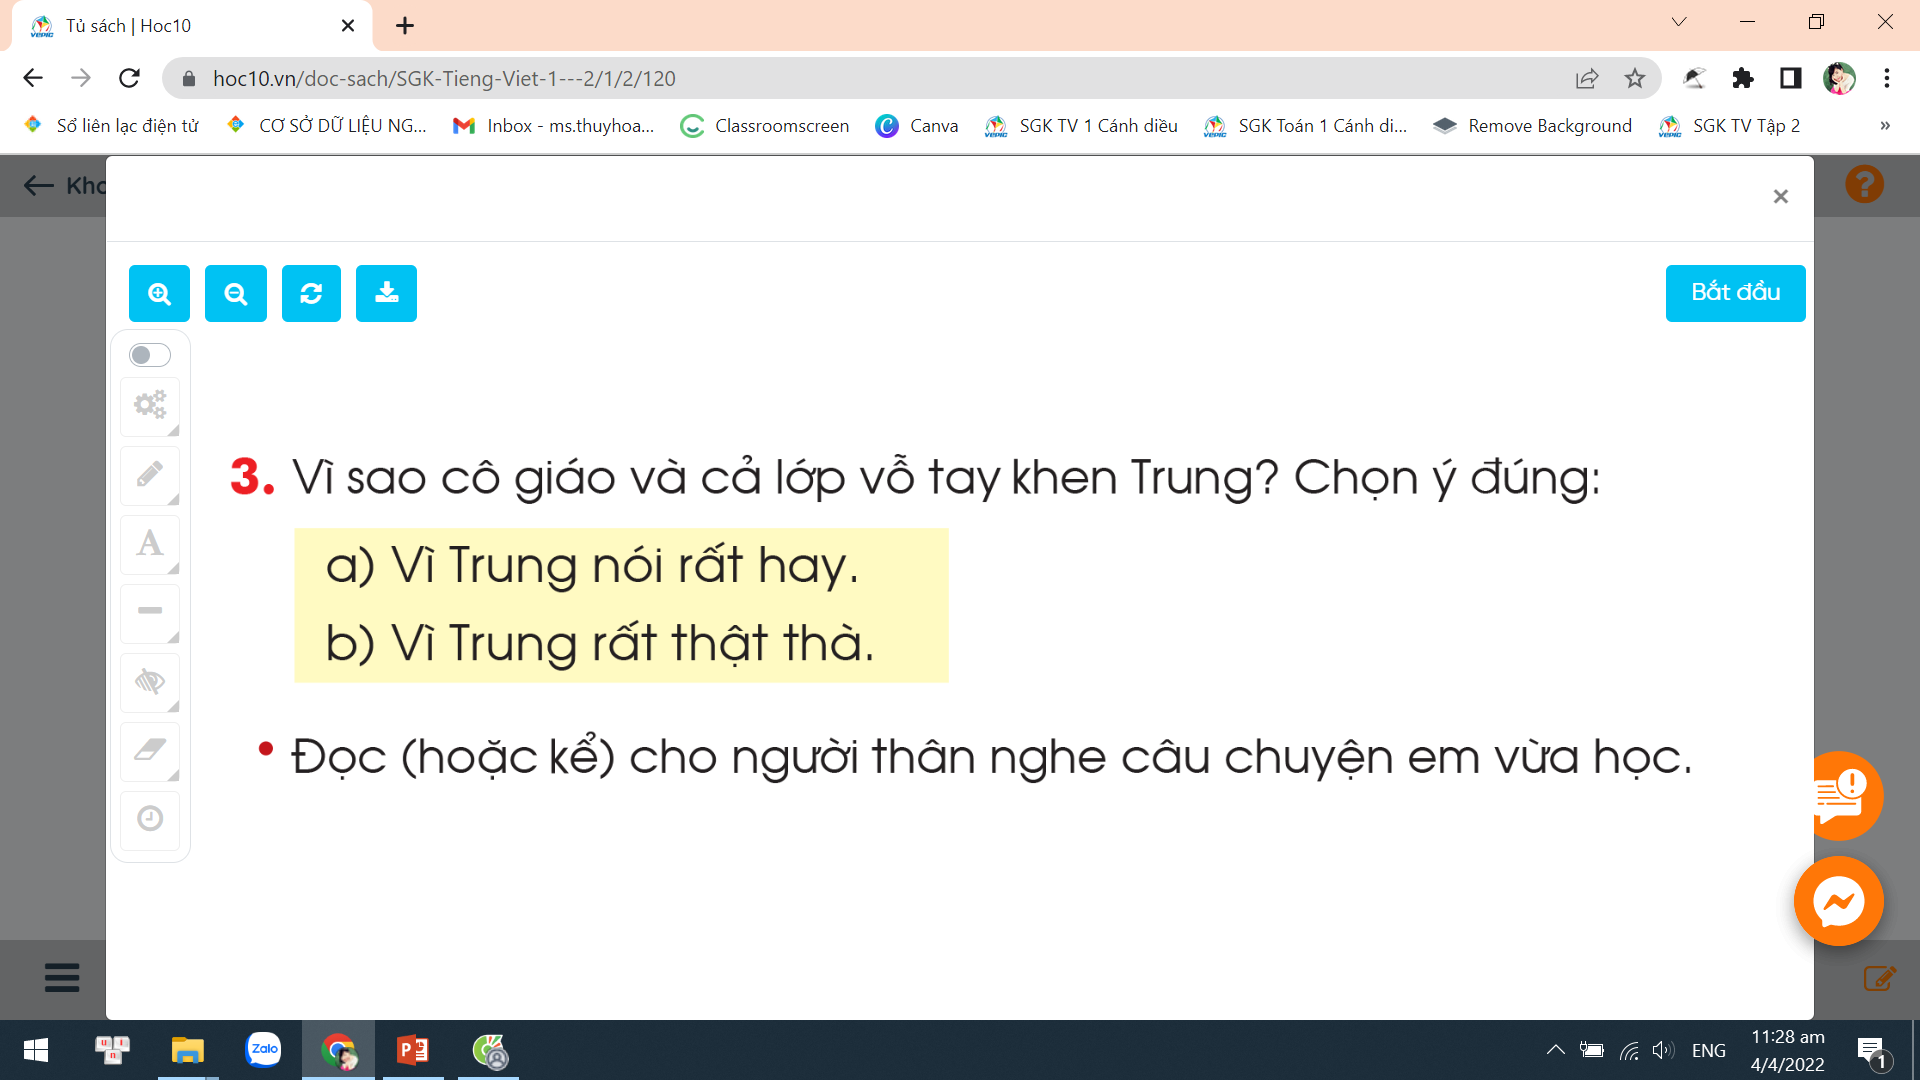 Tủ sách | Hoc10
hoc10.vn/doc-sach/SGK-Tieng-Viet-1---2/1/2/120
Sổ liên lạc điện tử CƠ SỞ DỮ LIỆU NG... Inbox - ms.thuyhoa... Classroomscreen Canva SGK TV 1 Cánh diều SGK Toán 1 Cánh di... Remove Background SGK TV Tập 2 »
Kho
Bắt đầu
3. Vì sao cô giáo và cả lớp vỗ tay khen Trung? Chọn ý đúng:
a) Vì Trung nói rất hay.
b) Vì Trung rất thật thà.
• Đọc (hoặc kể) cho người thân nghe câu chuyện em vừa học.
Zalo
ENG
11:28 am
4/4/2022
1